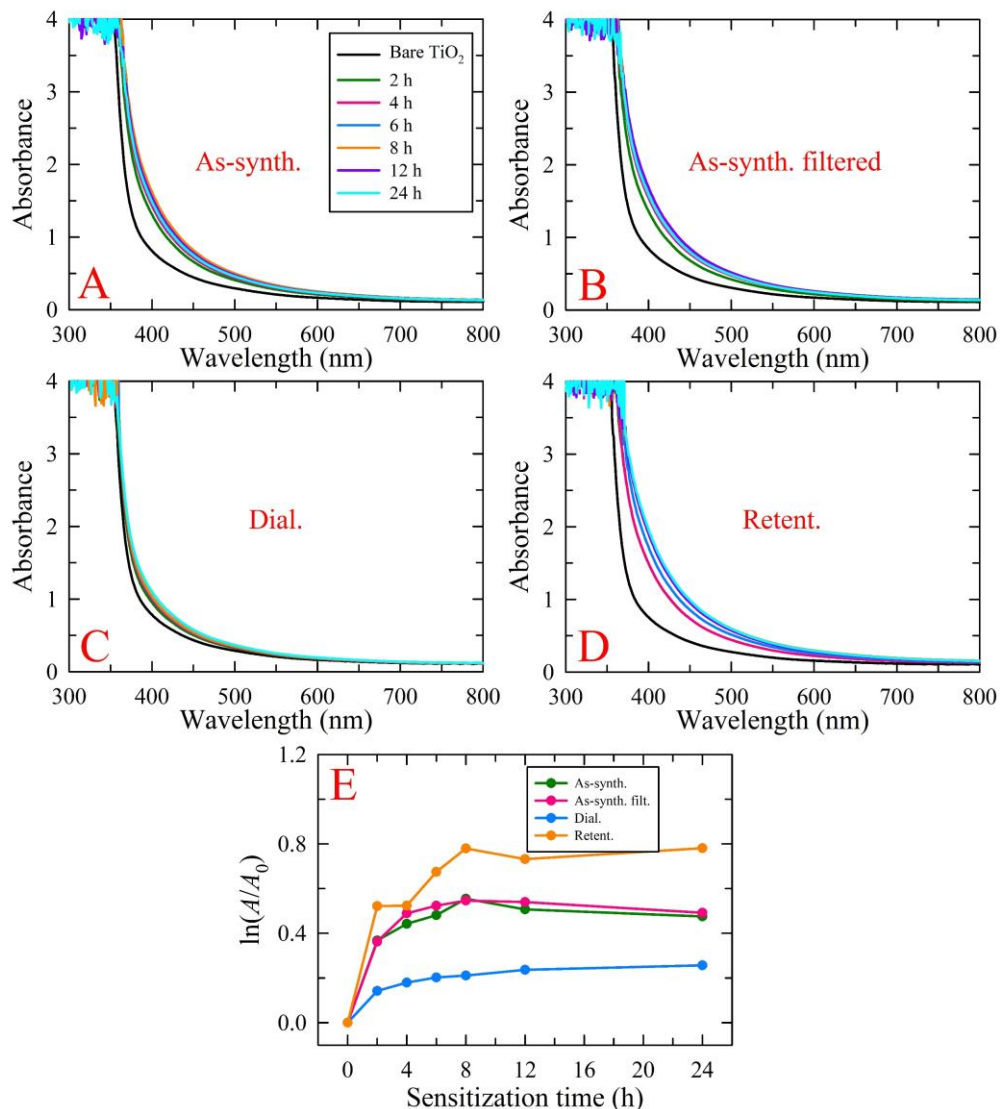 4
3
2
1
0
Absorbance
As-synth.
A
Bare TiO₂
2 h
4 h
6 h
8 h
12 h
24 h
300 400 500 600 700 800
Wavelength (nm)
4
3
2
1
0
Absorbance
As-synth. filtered
B
300 400 500 600 700 800
Wavelength (nm)
4
3
2
1
0
Absorbance
Dial.
C
300 400 500 600 700 800
Wavelength (nm)
4
3
2
1
0
Absorbance
Retent.
D
300 400 500 600 700 800
Wavelength (nm)
1.2
0.8
0.4
0.0
ln(A/A₀)
E
As-synth.
As-synth. filt.
Dial.
Retent.
0 4 8 12 16 20 24
Sensitization time (h)